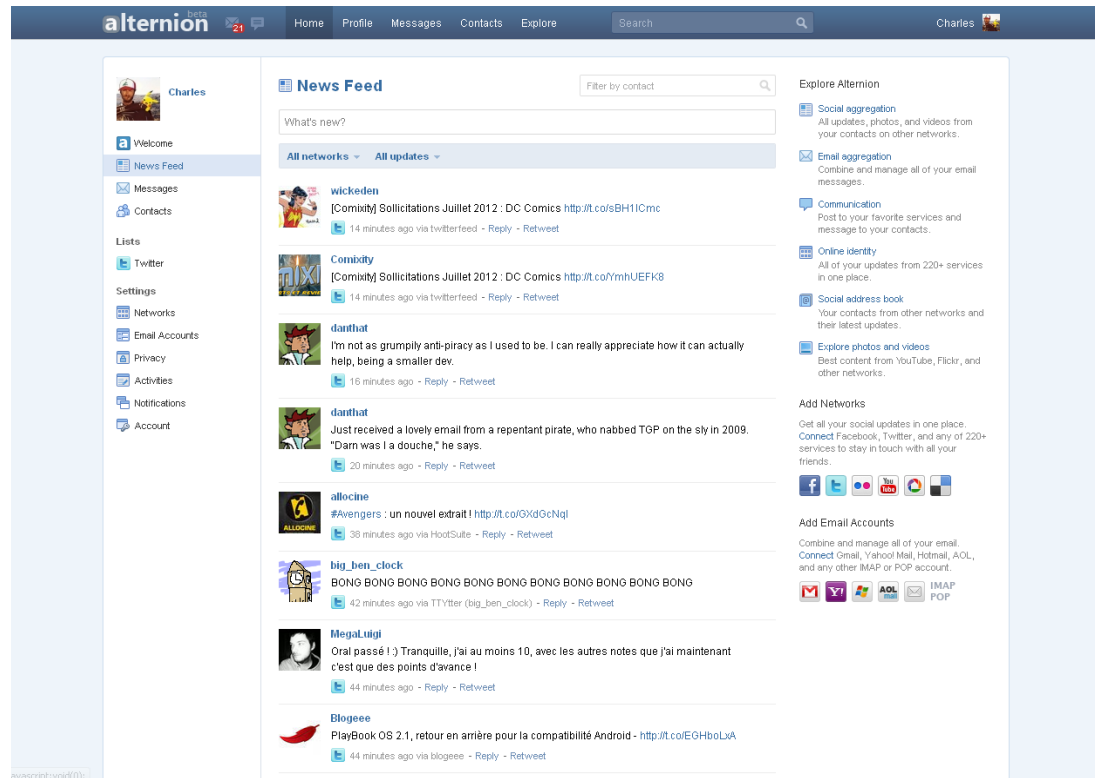 alternion beta
21
Home Profile Messages Contacts Explore
Search
Charles
Charles
Welcome
News Feed
Messages
Contacts
Lists
Twitter
Settings
Networks
Email Accounts
Privacy
Activities
Notifications
Account
News Feed
Filter by contact
What's new?
All networks All updates
wickeden
[Comixity] Sollicitations Juillet 2012 : DC Comics http://t.co/sBH1ICmc
14 minutes ago via twitterfeed - Reply - Retweet
Comixity
[Comixity] Sollicitations Juillet 2012 : DC Comics http://t.co/YmhUEFK8
14 minutes ago via twitterfeed - Reply - Retweet
danthat
I'm not as grumpily anti-piracy as I used to be. I can really appreciate how it can actually
help, being a smaller dev.
16 minutes ago - Reply - Retweet
danthat
Just received a lovely email from a repentant pirate, who nabbed TGP on the sly in 2009.
"Darn was I a douche," he says.
20 minutes ago - Reply - Retweet
ALLOCINE
allocine
#Avengers : un nouvel extrait ! http://t.co/GXdGcNqI
38 minutes ago via HootSuite - Reply - Retweet
big_ben_clock
BONG BONG BONG BONG BONG BONG BONG BONG BONG BONG BONG
42 minutes ago via TTYtter (big_ben_clock) - Reply - Retweet
MegaLuigi
Oral passé ! :) Tranquille, j'ai au moins 10, avec les autres notes que j'ai maintenant
c'est que des points d'avance !
44 minutes ago - Reply - Retweet
Blogeee
PlayBook OS 2.1, retour en arrière pour la compatibilité Android - http://t.co/EGHboLxA
44 minutes ago via blogeee - Reply - Retweet
Explore Alternion
Social aggregation
All updates, photos, and videos from
your contacts on other networks.
Email aggregation
Combine and manage all of your email
messages.
Communication
Post to your favorite services and
message to your contacts.
Online identity
All of your updates from 220+ services
in one place.
Social address book
Your contacts from other networks and
their latest updates.
Explore photos and videos
Best content from YouTube, Flickr, and
other networks.
Add Networks
Get all your social updates in one place.
Connect Facebook, Twitter, and any of 220+
services to stay in touch with all your
friends.
You Tube
Add Email Accounts
Combine and manage all of your email.
Connect Gmail, Yahoo! Mail, Hotmail, AOL,
and any other IMAP or POP account.
Y! AOL mail IMAP
POP